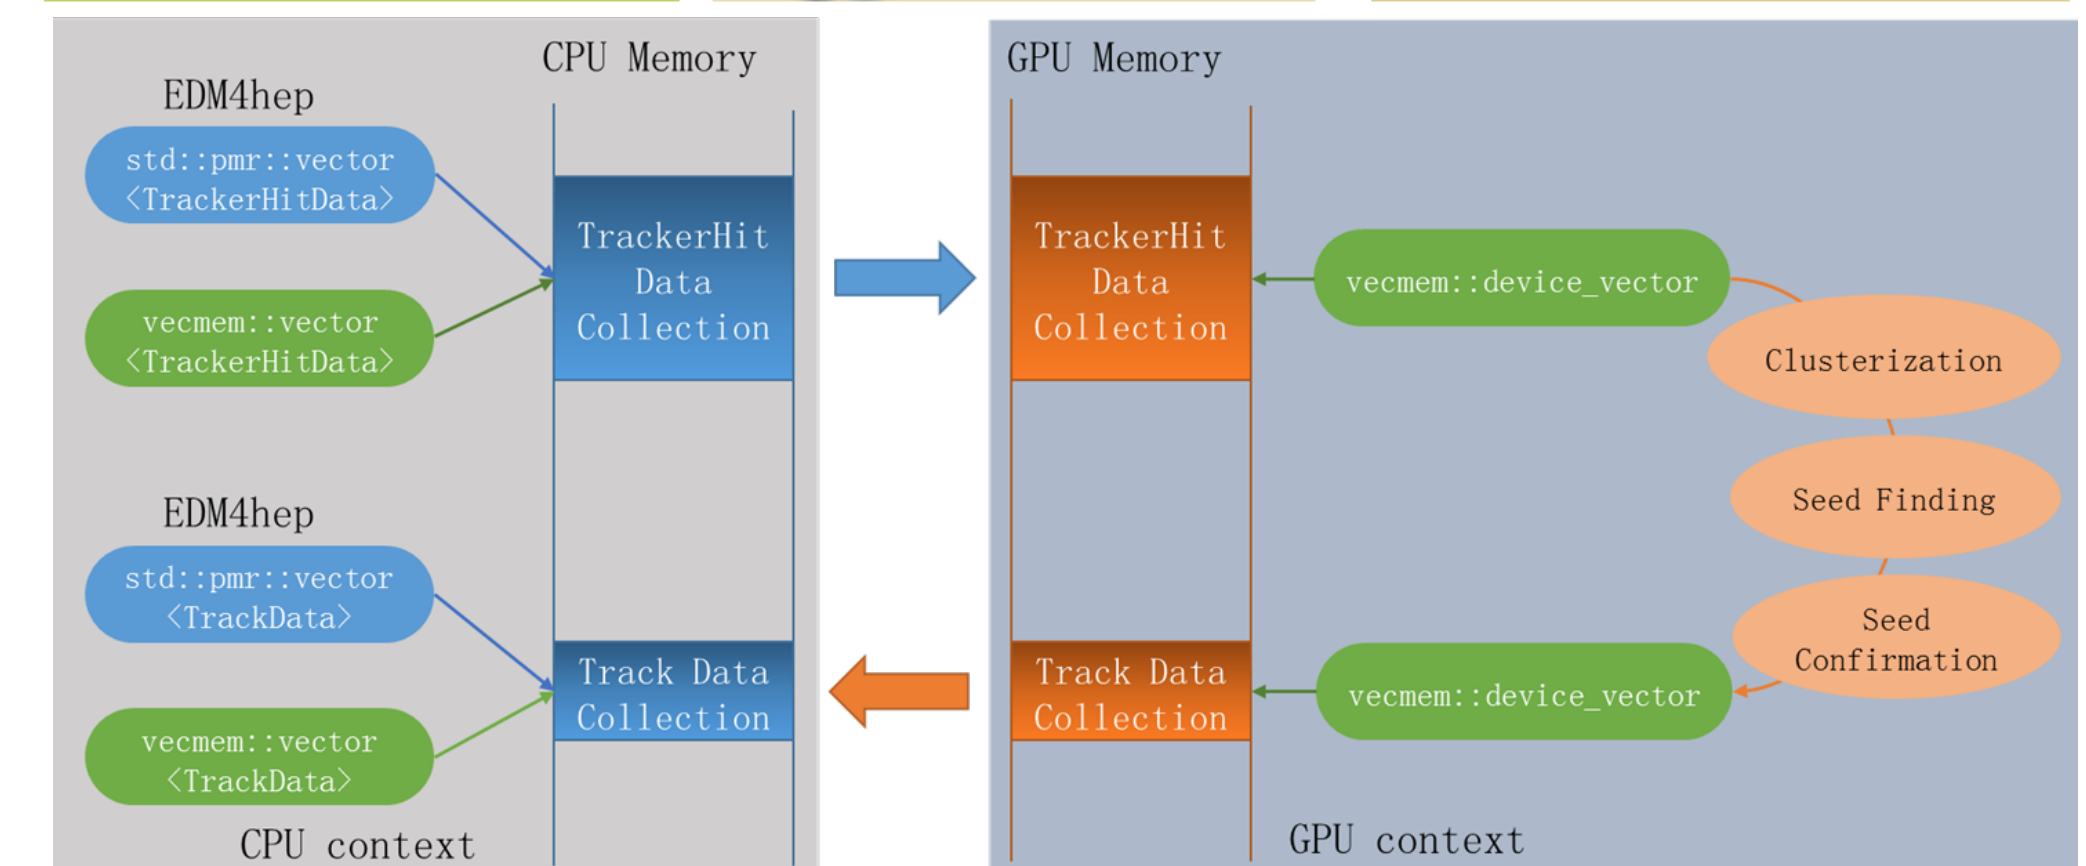 CPU Memory
GPU Memory
EDM4hep
std::pmr::vector
<TrackerHitData>
vecmem::vector
<TrackerHitData>
TrackerHit
Data
Collection
TrackerHit
Data
Collection
vecmem::device_vector
Clusterization
Seed Finding
Seed
Confirmation
EDM4hep
std::pmr::vector
<TrackData>
vecmem::vector
<TrackData>
Track Data
Collection
Track Data
Collection
vecmem::device_vector
CPU context
GPU context